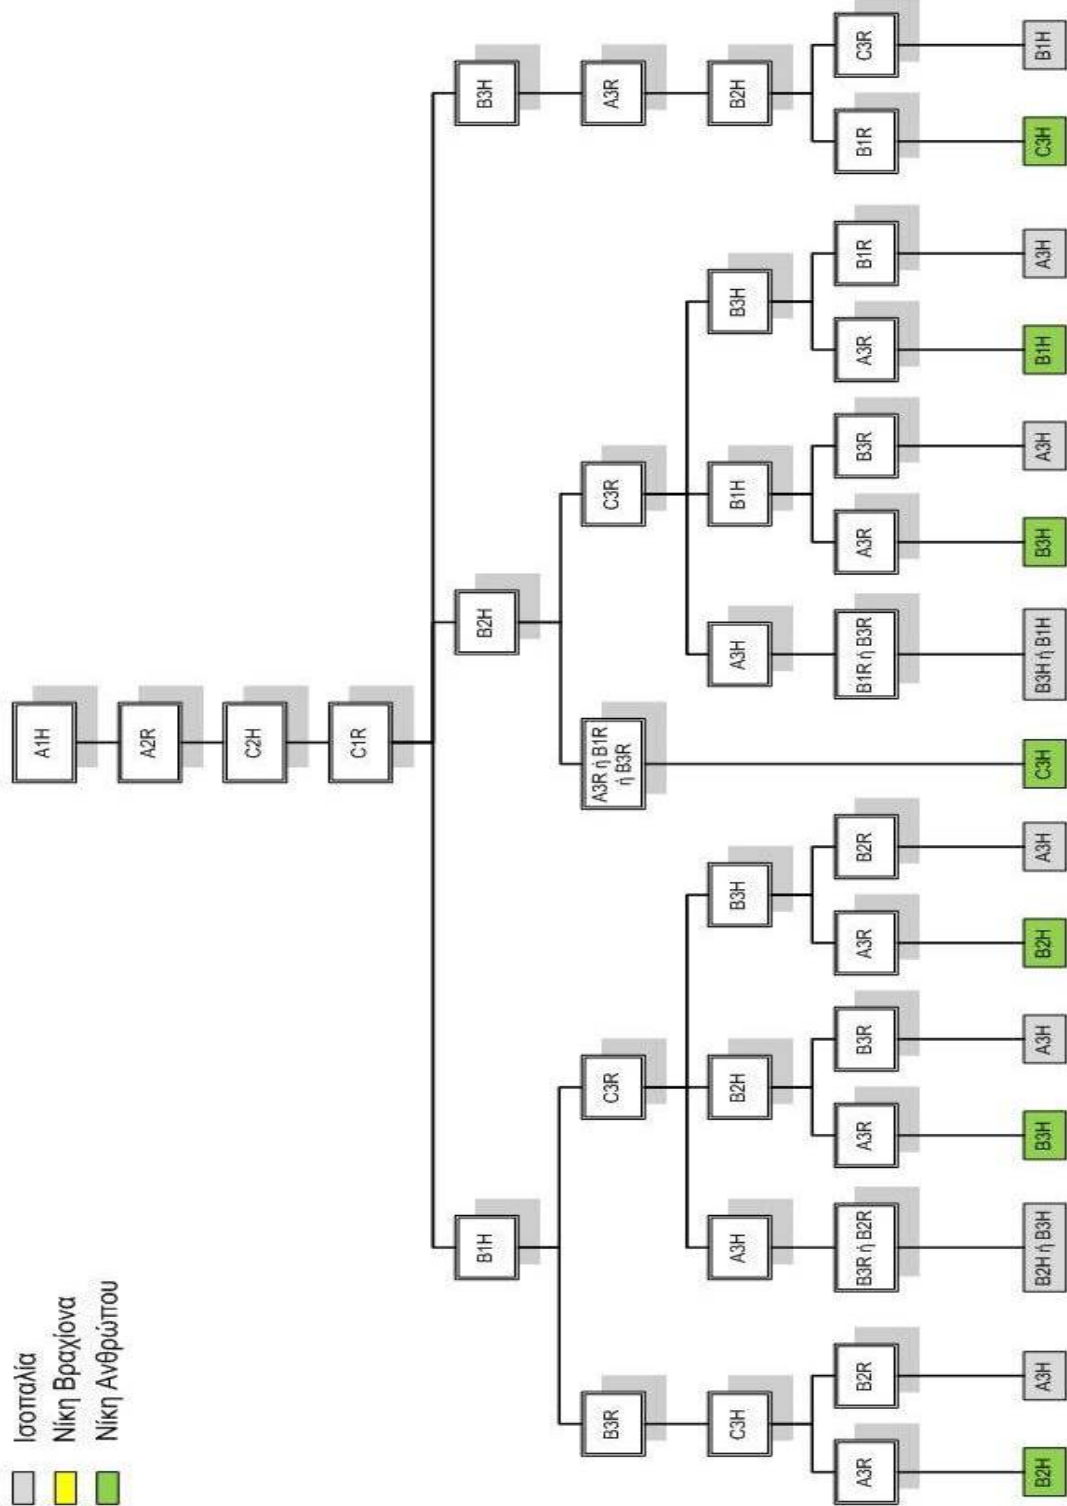 Ισοπαλία
Νίκη Βραχίονα
Νίκη Ανθρώπου
A1H
A2R
C2H
C1R
B1H
B2H
B3H
B3R
C3R
A3R ή B1R
ή B3R
C3R
A3R
C3H
A3H
B2H
B3H
A3H
B1H
B3H
B2H
A3R
B2R
B3R ή B2R
A3R
B3R
A3R
B2R
B1R ή B3R
A3R
B3R
A3R
B1R
B1R
C3R
B2H
A3H
B2H ή B3H
B3H
A3H
B2H
A3H
C3H
B3H ή B1H
B3H
A3H
B1H
A3H
C3H
B1H